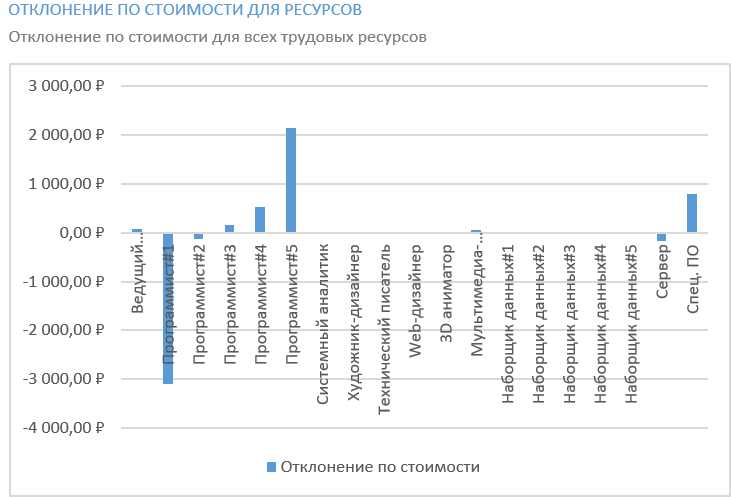 ОТКЛОНЕНИЕ ПО СТОИМОСТИ ДЛЯ РЕСУРСОВ
Отклонение по стоимости для всех трудовых ресурсов
3 000,00 ₽
2 000,00 ₽
1 000,00 ₽
0,00 ₽
-1 000,00 ₽
-2 000,00 ₽
-3 000,00 ₽
-4 000,00 ₽
Ведущий…
Программист#1
Программист#2
Программист#3
Программист#4
Программист#5
Системный аналитик
Художник-дизайнер
Технический писатель
Web-дизайнер
3D аниматор
Мультимедиа-…
Наборщик данных#1
Наборщик данных#2
Наборщик данных#3
Наборщик данных#4
Наборщик данных#5
Сервер
Спец. ПО
Отклонение по стоимости